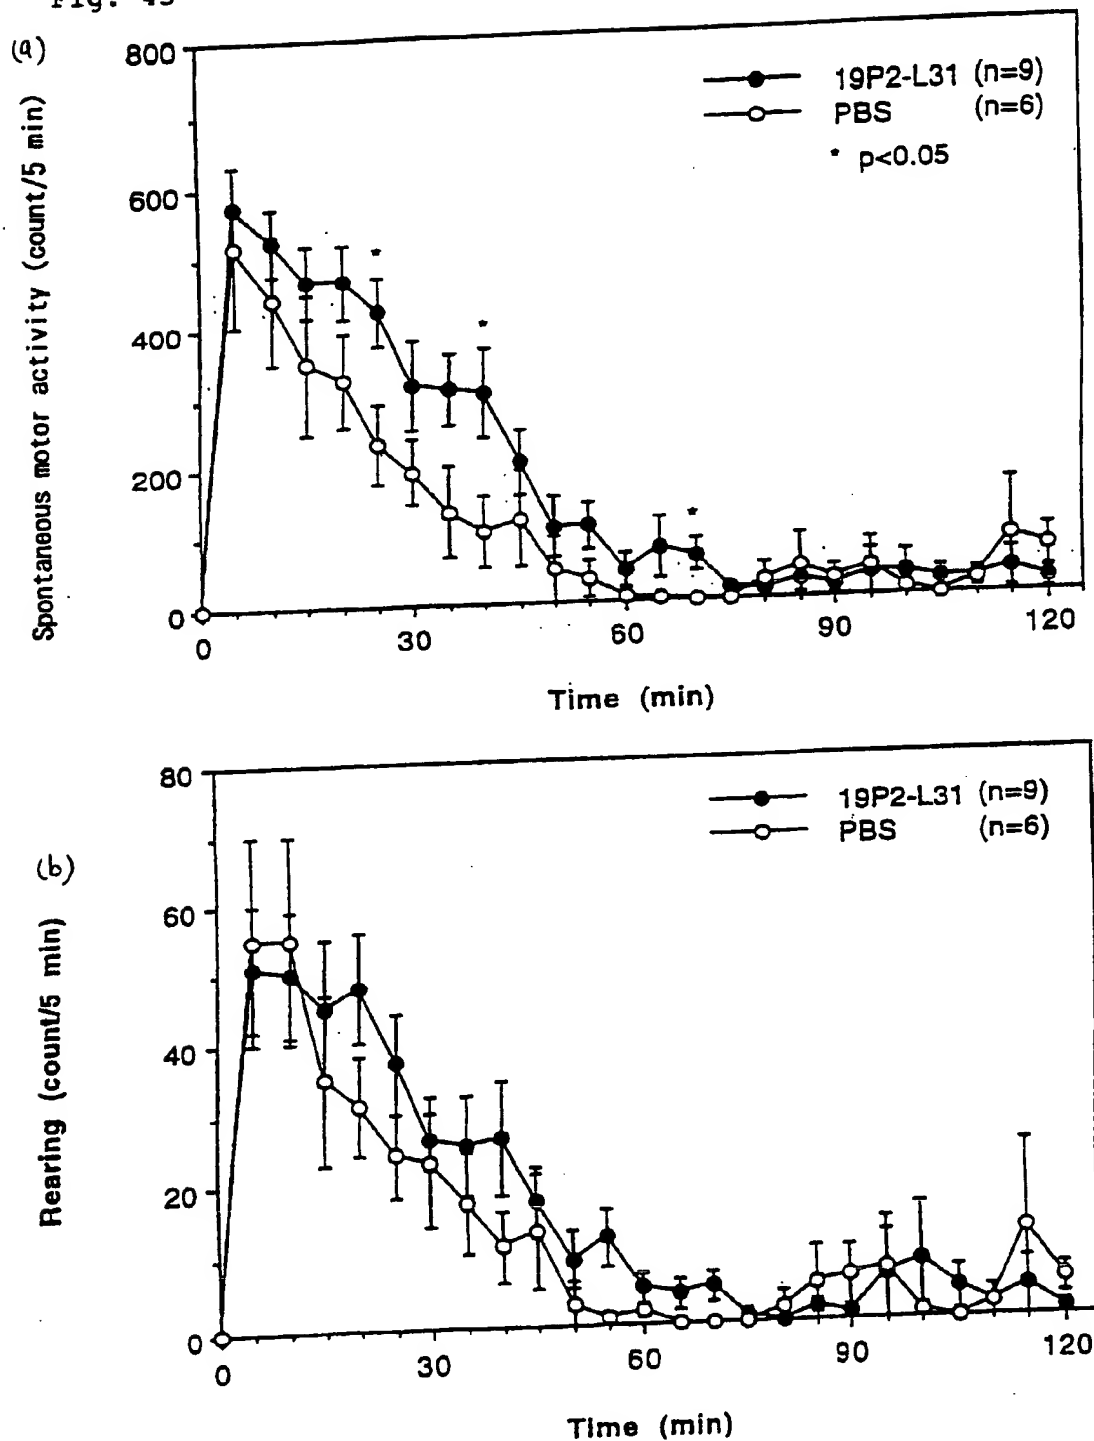 (a)
800
600
400
200
0
Spontaneous motor activity (count/5 min)
19P2-L31 (n=9)
PBS (n=6)
* p<0.05
*
*
*
0
30
60
90
120
Time (min)
(b)
80
60
40
20
0
Rearing (count/5 min)
19P2-L31 (n=9)
PBS (n=6)
0
30
60
90
120
Time (min)